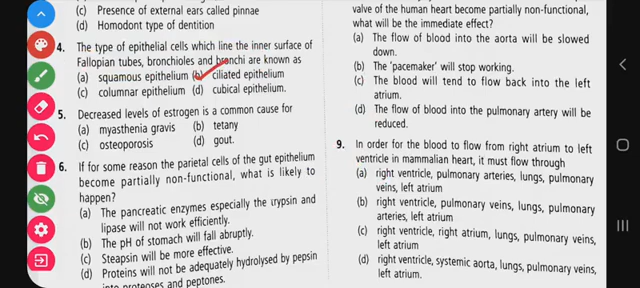 (c) Presence of external ears called pinnae
(d) Homodont type of dentition
4. The type of epithelial cells which line the inner surface of
Fallopian tubes, bronchioles and bronchi are known as
(a) squamous epithelium (b) ciliated epithelium
(c) columnar epithelium (d) cubical epithelium.
5. Decreased levels of estrogen is a common cause for
(a) myasthenia gravis (b) tetany
(c) osteoporosis (d) gout.
6. If for some reason the parietal cells of the gut epithelium
become partially non-functional, what is likely to
happen?
(a) The pancreatic enzymes especially the trypsin and
lipase will not work efficiently.
(b) The pH of stomach will fall abruptly.
(c) Steapsin will be more effective.
(d) Proteins will not be adequately hydrolysed by pepsin
into proteoses and peptones.
valve of the human heart become partially non-functional,
what will be the immediate effect?
(a) The flow of blood into the aorta will be slowed
down.
(b) The 'pacemaker' will stop working.
(c) The blood will tend to flow back into the left
atrium.
(d) The flow of blood into the pulmonary artery will be
reduced.
9. In order for the blood to flow from right atrium to left
ventricle in mammalian heart, it must flow through
(a) right ventricle, pulmonary arteries, lungs, pulmonary
veins, left atrium
(b) right ventricle, pulmonary veins, lungs, pulmonary
arteries, left atrium
(c) right ventricle, right atrium, lungs, pulmonary veins,
left atrium
(d) right ventricle, systemic aorta, lungs, pulmonary veins,
left atrium.